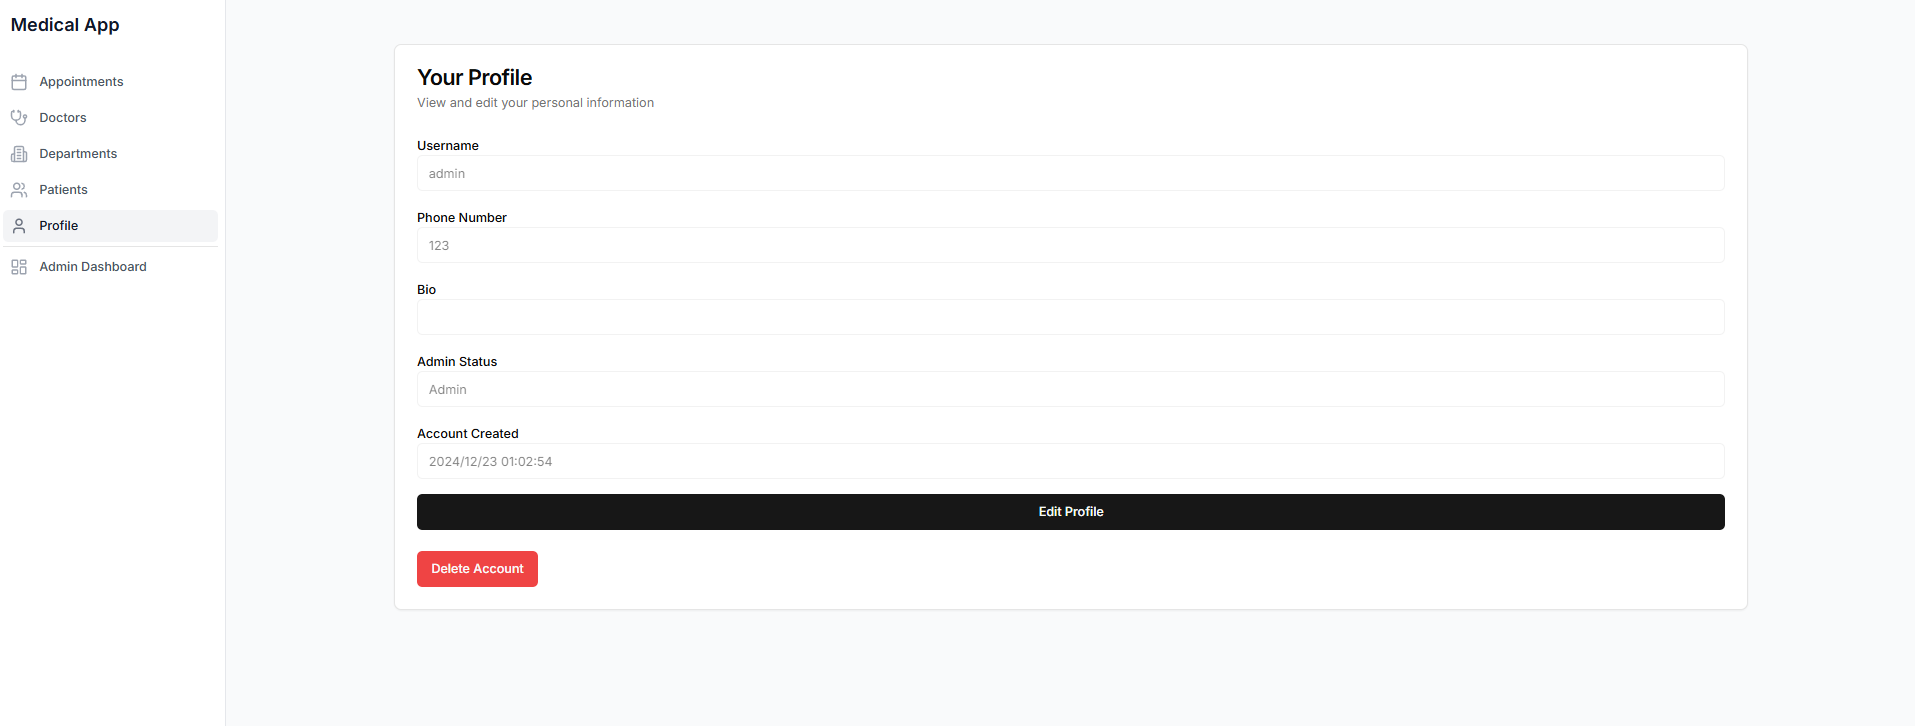 Medical App
Appointments
Doctors
Departments
Patients
Profile
Admin Dashboard
Your Profile
View and edit your personal information
Username
admin
Phone Number
123
Bio
Admin Status
Admin
Account Created
2024/12/23 01:02:54
Edit Profile
Delete Account